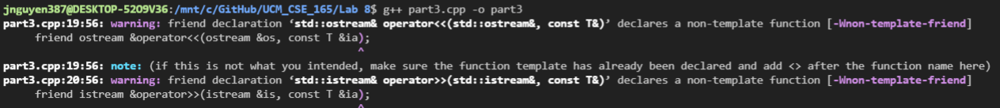 jnguyen387@DESKTOP-52O9V36:/mnt/c/GitHub/UCM_CSE_165/Lab 8$ g++ part3.cpp -o part3
part3.cpp:19:56: warning: friend declaration ‘std::ostream& operator<<(std::ostream&, const T&)’ declares a non-template function [-Wnon-template-friend]
friend ostream &operator<<(ostream &os, const T &ia);
^
part3.cpp:19:56: note: (if this is not what you intended, make sure the function template has already been declared and add <> after the function name here)
part3.cpp:20:56: warning: friend declaration ‘std::istream& operator>>(std::istream&, const T&)’ declares a non-template function [-Wnon-template-friend]
friend istream &operator>>(istream &is, const T &ia);
^